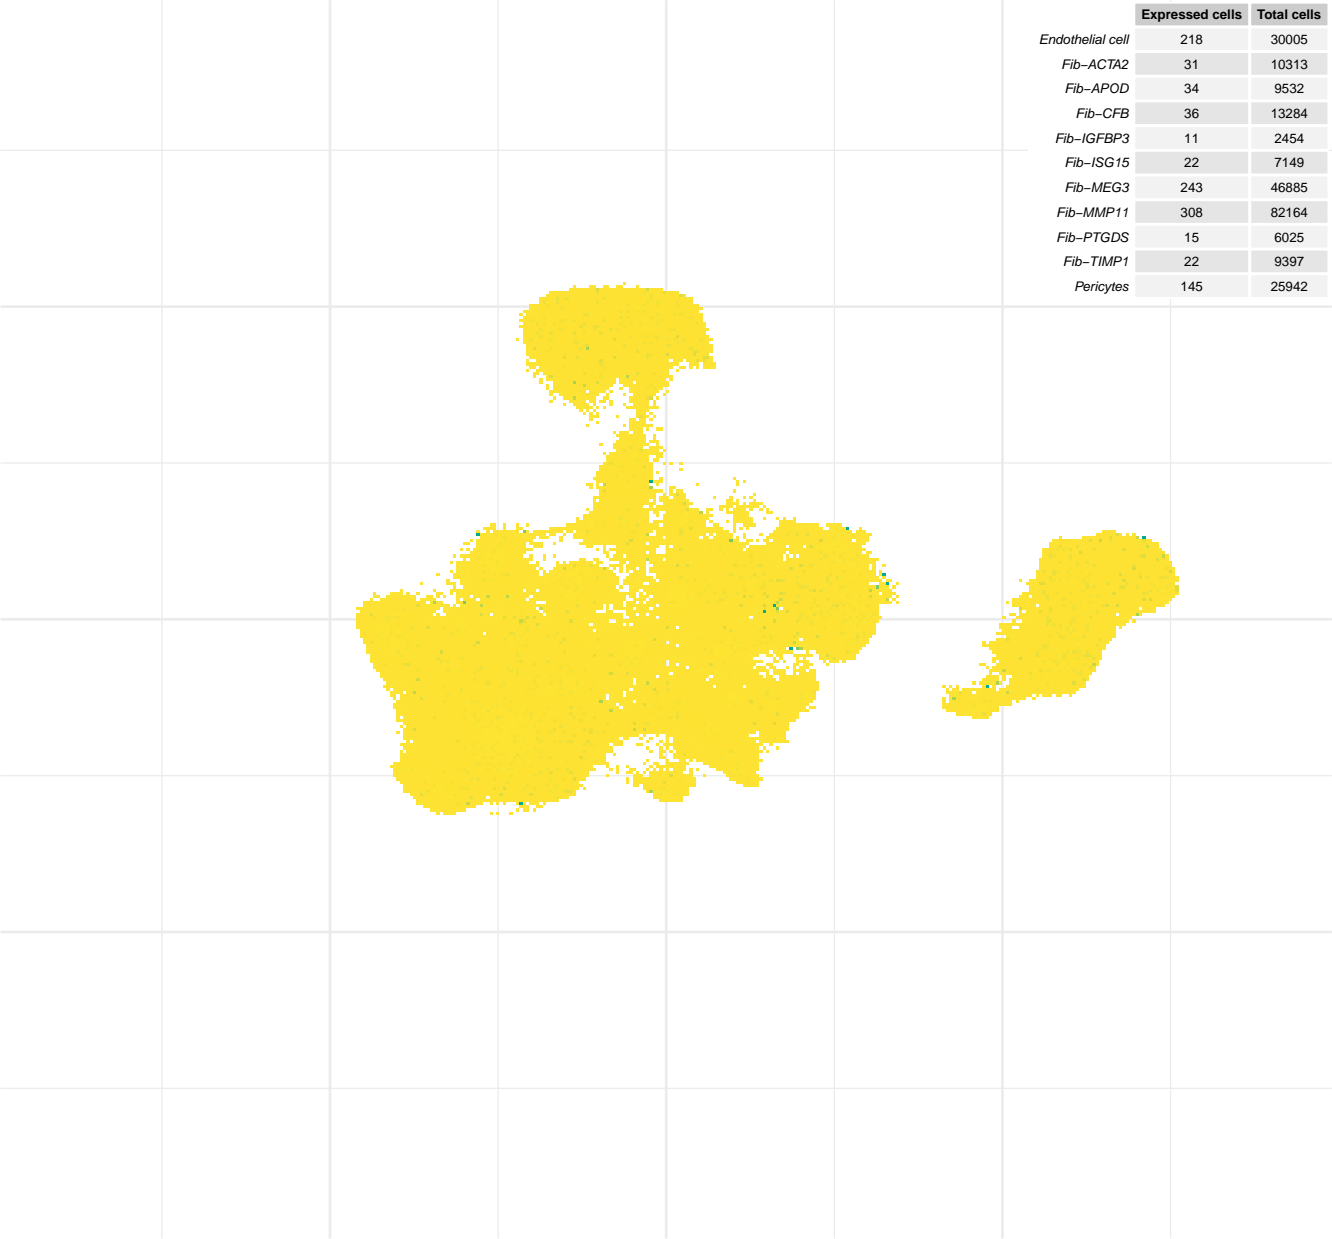 Expressed cells Total cells
Endothelial cell 218 30005
Fib−ACTA2 31 10313
Fib−APOD 34 9532
Fib−CFB 36 13284
Fib−IGFBP3 11 2454
Fib−ISG15 22 7149
Fib−MEG3 243 46885
Fib−MMP11 308 82164
Fib−PTGDS 15 6025
Fib−TIMP1 22 9397
Pericytes 145 25942